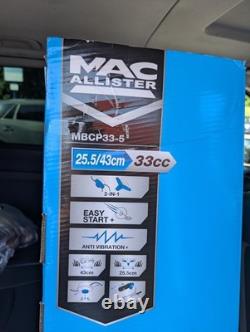 MAC
ALLISTER
MBCP33-5
25.5/43cm 33cc
2-IN-1
EASY
START +
ANTI VIBRATION+
43cm 25.5cm